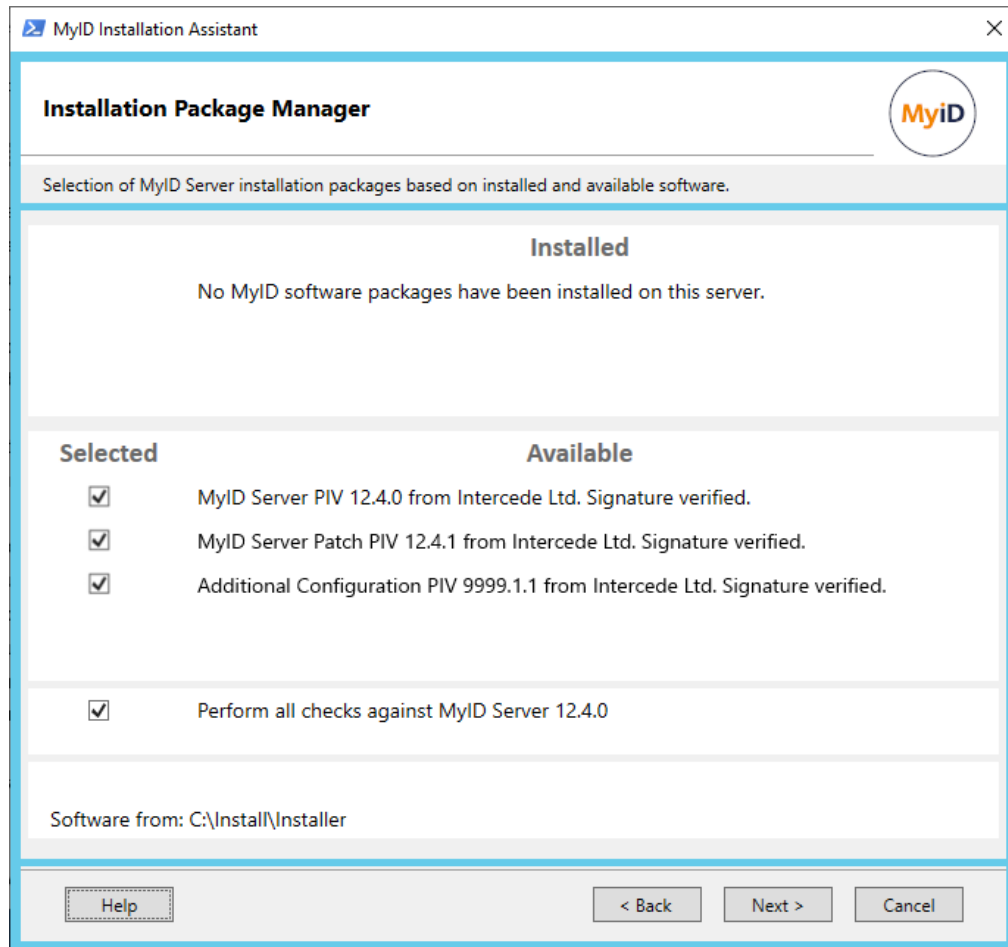 MyID Installation Assistant
Installation Package Manager
MyiD
Selection of MyID Server installation packages based on installed and available software.
Installed
No MyID software packages have been installed on this server.
Selected
Available
MyID Server PIV 12.4.0 from Intercede Ltd. Signature verified.
MyID Server Patch PIV 12.4.1 from Intercede Ltd. Signature verified.
Additional Configuration PIV 9999.1.1 from Intercede Ltd. Signature verified.
Perform all checks against MyID Server 12.4.0
Software from: C:\Install\Installer
Help
< Back
Next >
Cancel